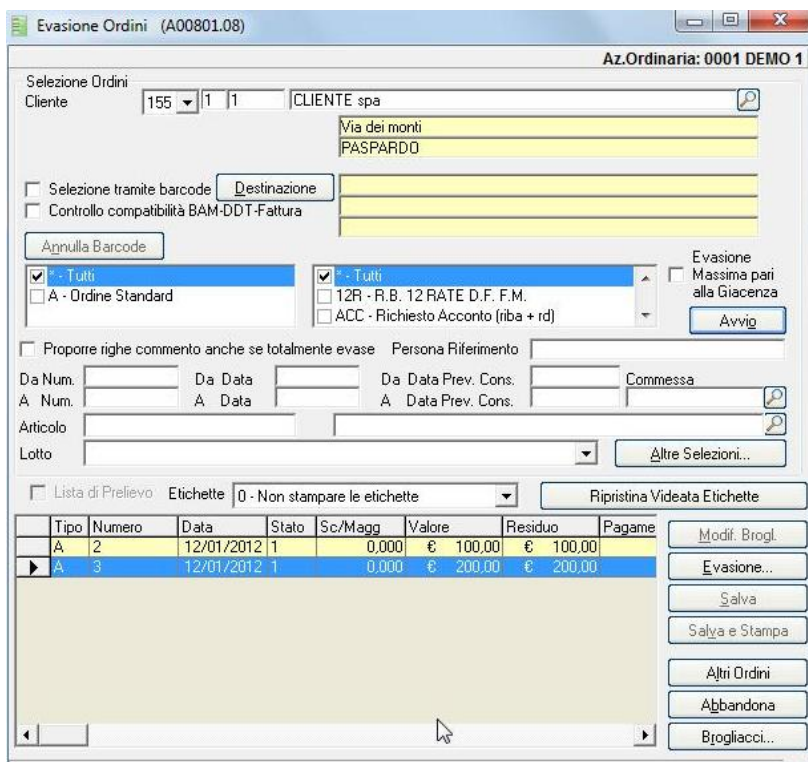 Evasione Ordini (A00801.08)
Az.Ordinaria: 0001 DEMO 1
Selezione Ordini
Cliente 155 1 1 CLIENTE spa
Via dei monti
PASPARDO
Selezione tramite barcode Destinazione
Controllo compatibilità BAM-DDT-Fattura
Annulla Barcode
* - Tutti
A - Ordine Standard
* - Tutti
12R - R.B. 12 RATE D.F. F.M.
ACC - Richiesto Acconto (riba + rd)
Evasione
Massima pari
alla Giacenza
Avvio
Proporre righe commento anche se totalmente evase Persona Riferimento
Da Num. Da Data Da Data Prev. Cons. Commessa
A Num. A Data A Data Prev. Cons.
Articolo
Lotto Altre Selezioni...
Lista di Prelievo Etichette 0 - Non stampare le etichette Ripristina Videata Etichette
Tipo Numero Data Stato Sc/Magg Valore Residuo Pagame
A 2 12/01/2012 1 0,000 € 100,00 € 100,00
A 3 12/01/2012 1 0,000 € 200,00 € 200,00
Modif. Brogl.
Evasione...
Salva
Salva e Stampa
Altri Ordini
Abbandona
Brogliacci...